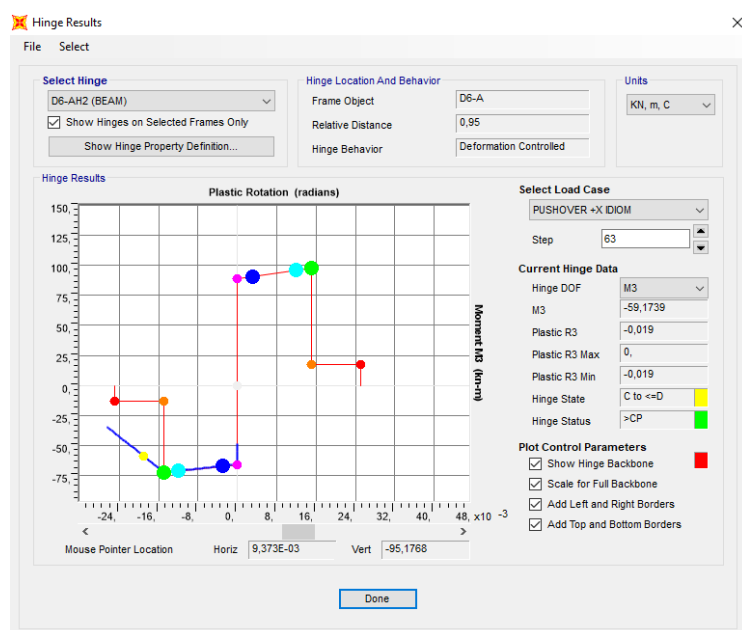 Hinge Results
File Select
Select Hinge
D6-AH2 (BEAM)
Show Hinges on Selected Frames Only
Show Hinge Property Definition...
Hinge Location And Behavior
Frame Object D6-A
Relative Distance 0,95
Hinge Behavior Deformation Controlled
Units
KN, m, C
Hinge Results
Plastic Rotation (radians)
150,
125,
100,
75,
50,
25,
0,
-25,
-50,
-75,
-24, -16, -8, 0, 8, 16, 24, 32, 40, 48, x10 -3
Moment M3 (kn-m)
Mouse Pointer Location Horiz 9,373E-03 Vert -95,1768
Select Load Case
PUSHOVER +X IDIOM
Step 63
Current Hinge Data
Hinge DOF M3
M3 -59,1739
Plastic R3 -0,019
Plastic R3 Max 0,
Plastic R3 Min -0,019
Hinge State C to <=D
Hinge Status >CP
Plot Control Parameters
Show Hinge Backbone
Scale for Full Backbone
Add Left and Right Borders
Add Top and Bottom Borders
Done